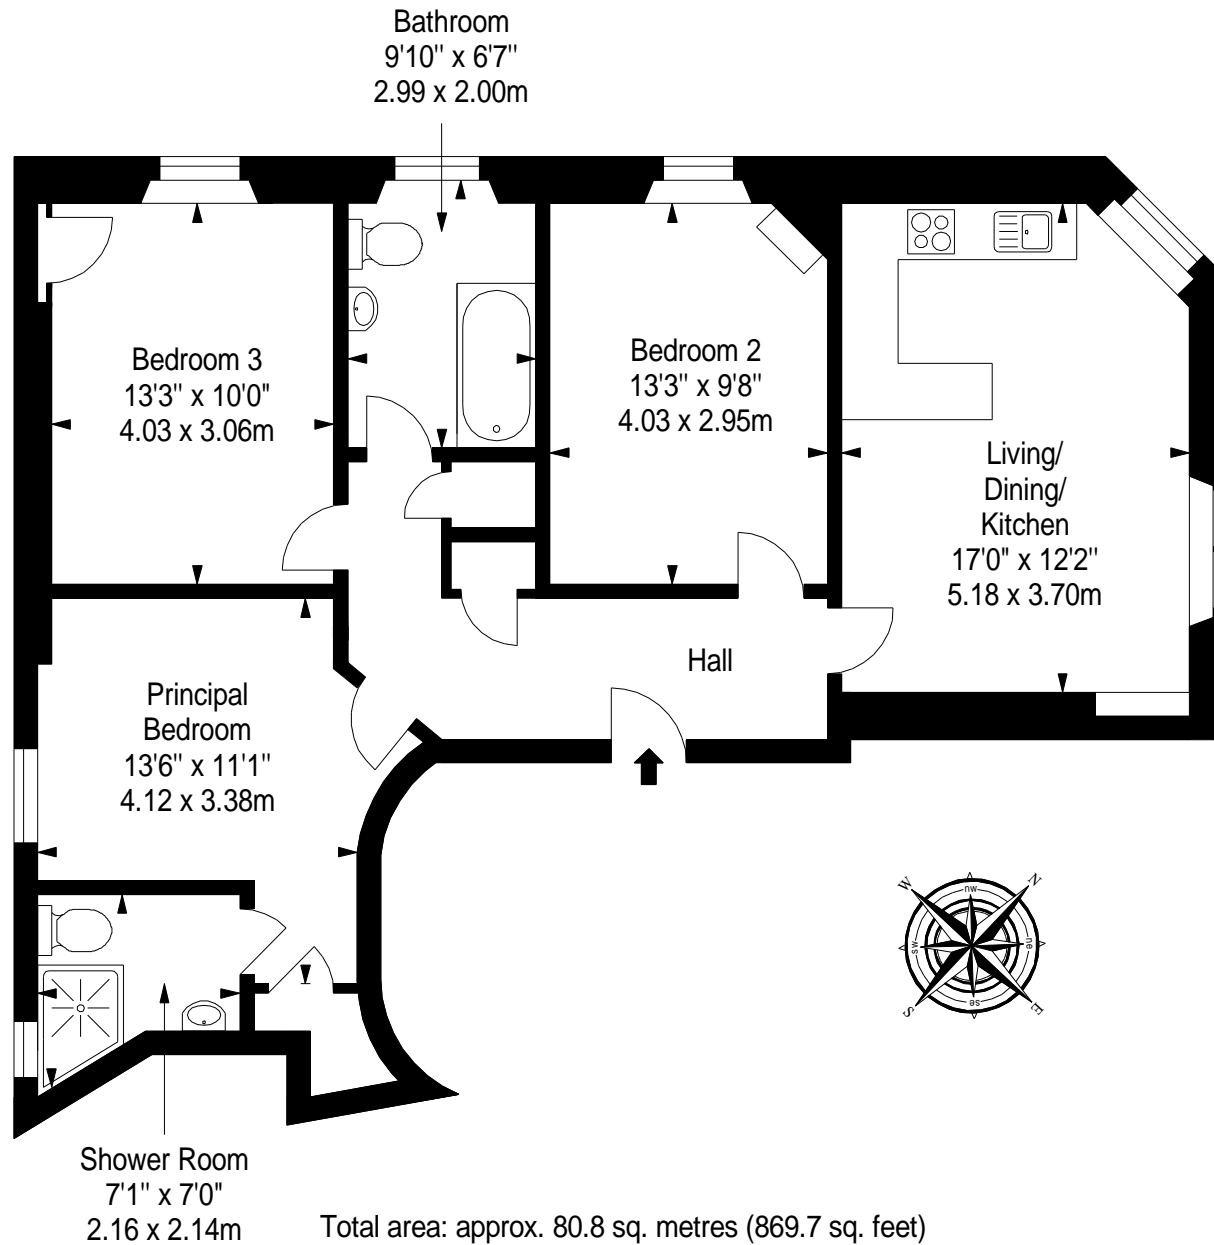 Bathroom
9'10" x 6'7"
2.99 x 2.00m
Bedroom 3
13'3" x 10'0"
4.03 x 3.06m
Bedroom 2
13'3" x 9'8"
4.03 x 2.95m
Living/
Dining/
Kitchen
17'0" x 12'2"
5.18 x 3.70m
Hall
Principal
Bedroom
13'6" x 11'1"
4.12 x 3.38m
W
N
nw
sw
ne
se
S
E
Shower Room
7'1" x 7'0"
2.16 x 2.14m
Total area: approx. 80.8 sq. metres (869.7 sq. feet)